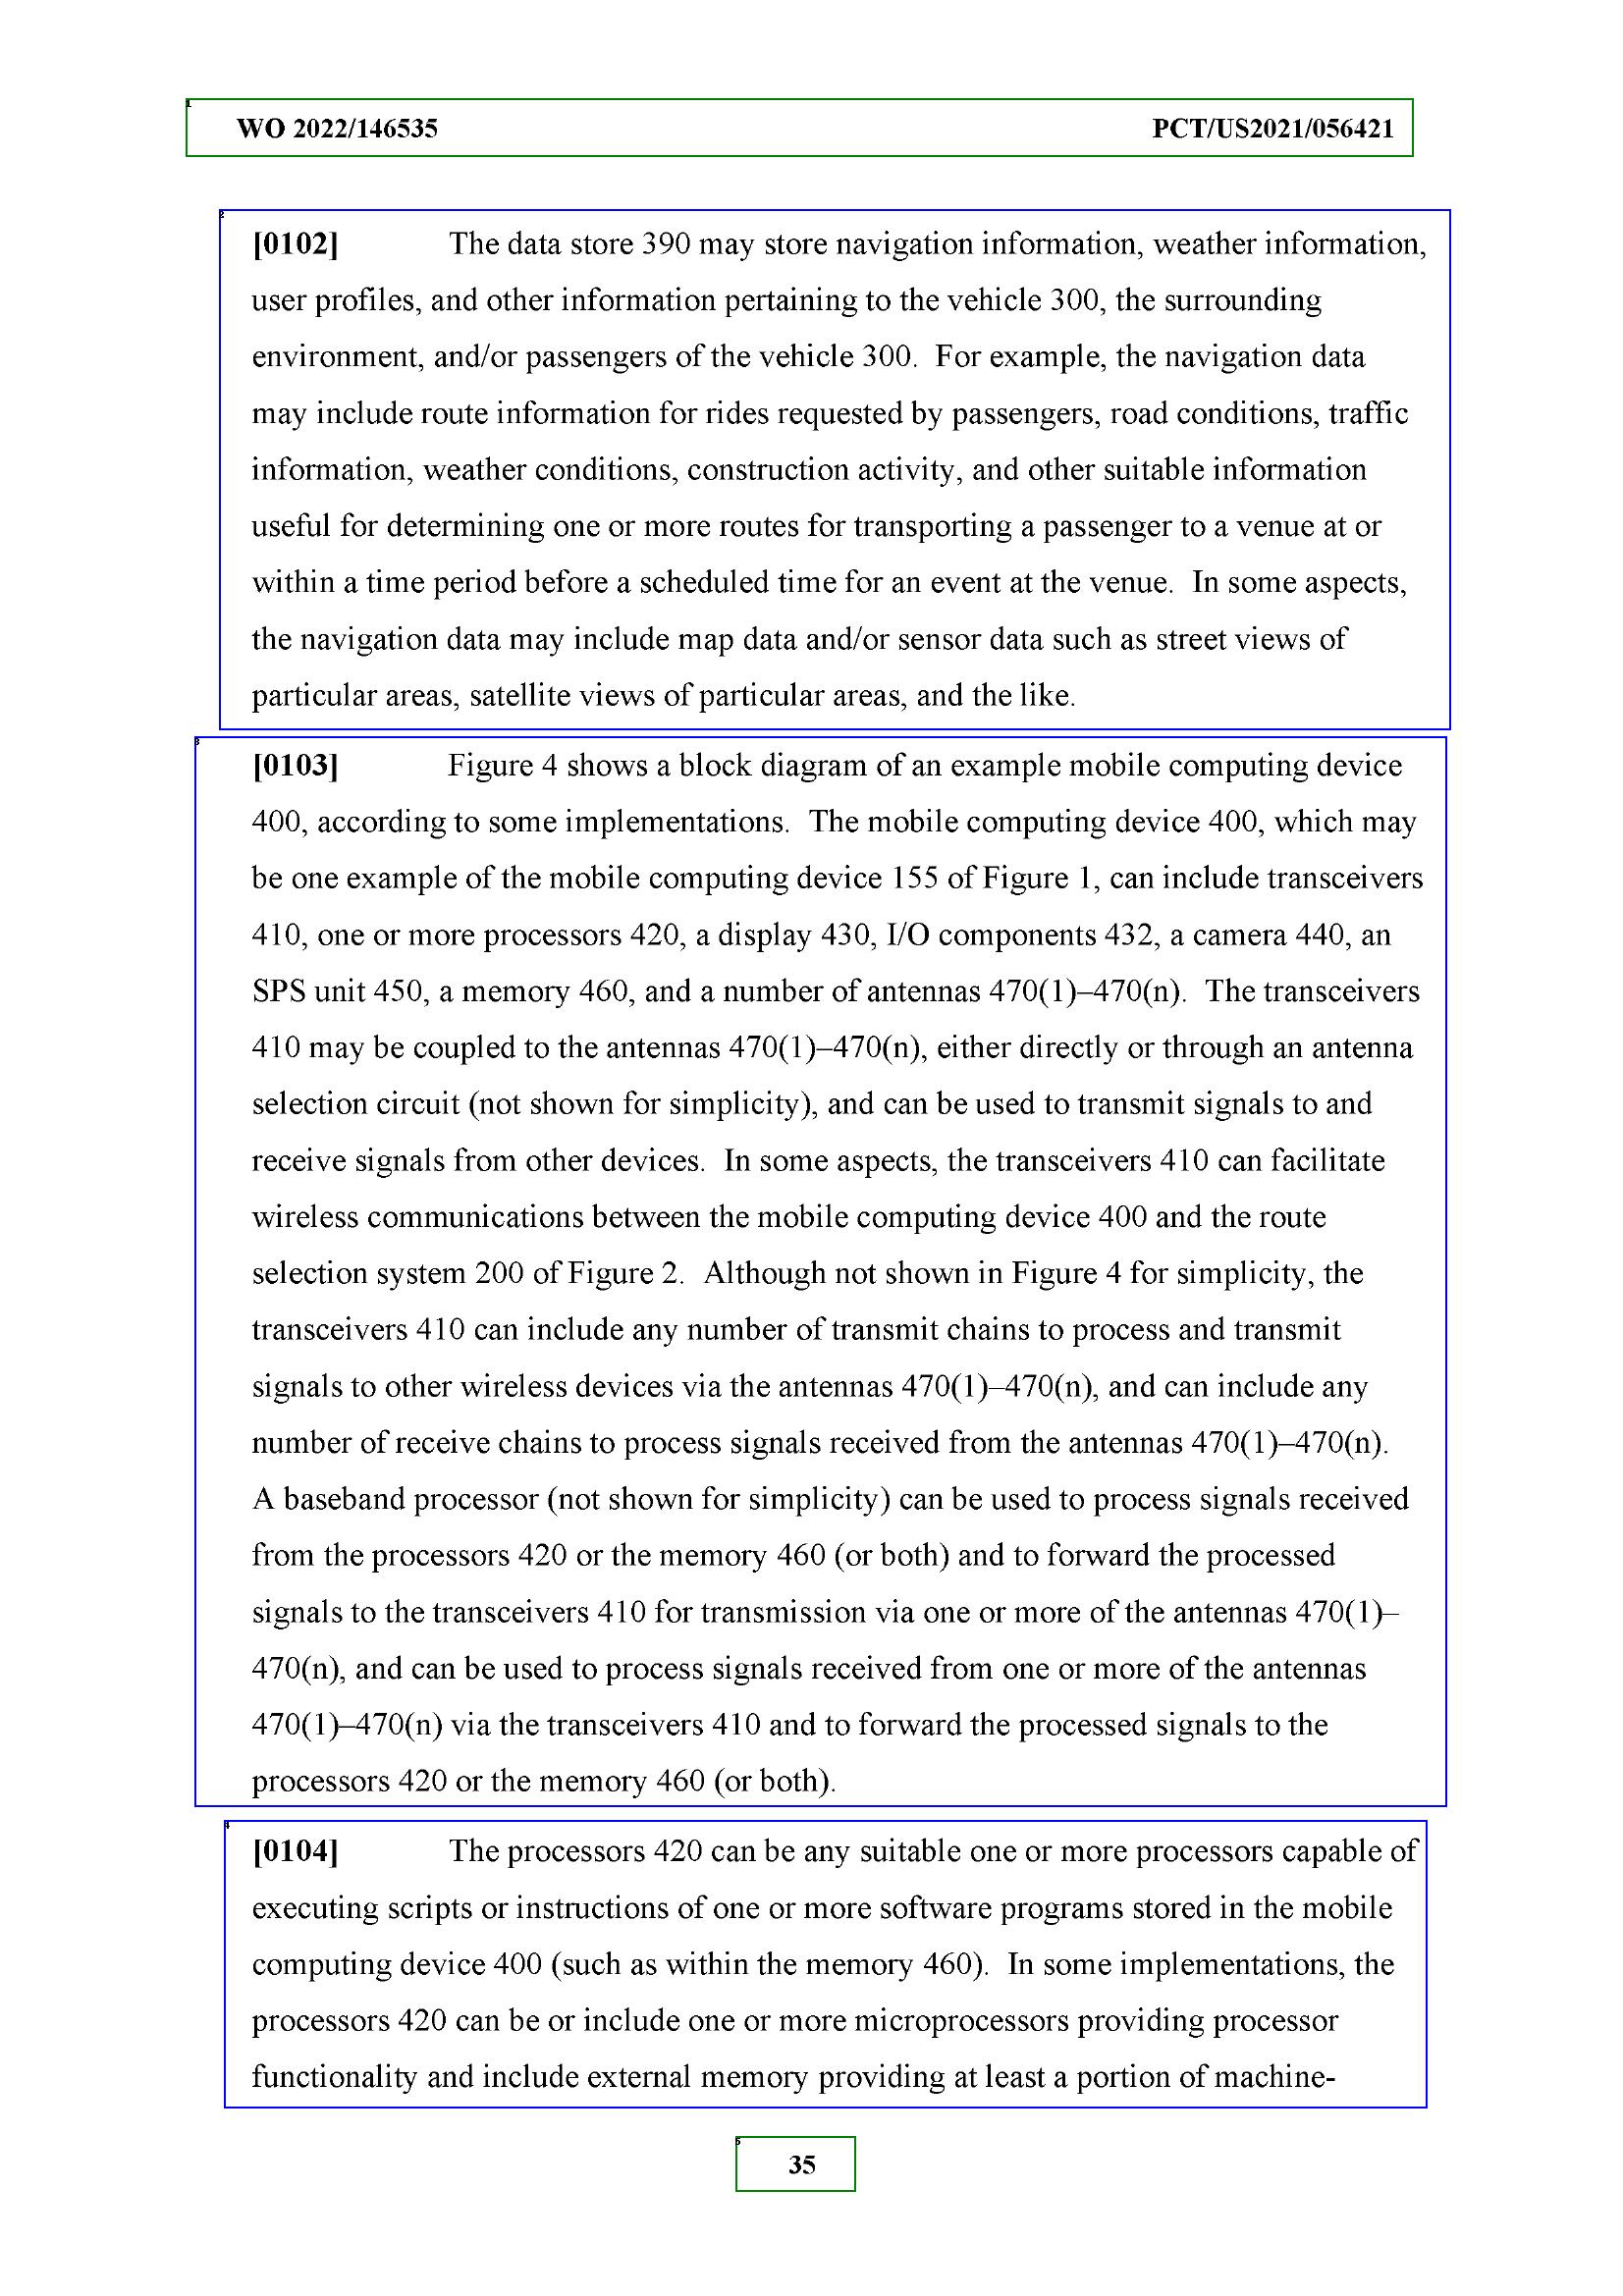 WO 2022/146535 PCT/US2021/056421
[0102] The data store 390 may store navigation information, weather information,
user profiles, and other information pertaining to the vehicle 300, the surrounding
environment, and/or passengers of the vehicle 300. For example, the navigation data
may include route information for rides requested by passengers, road conditions, traffic
information, weather conditions, construction activity, and other suitable information
useful for determining one or more routes for transporting a passenger to a venue at or
within a time period before a scheduled time for an event at the venue. In some aspects,
the navigation data may include map data and/or sensor data such as street views of
particular areas, satellite views of particular areas, and the like.
[0103] Figure 4 shows a block diagram of an example mobile computing device
400, according to some implementations. The mobile computing device 400, which may
be one example of the mobile computing device 155 of Figure 1, can include transceivers
410, one or more processors 420, a display 430, I/O components 432, a camera 440, an
SPS unit 450, a memory 460, and a number of antennas 470(1)–470(n). The transceivers
410 may be coupled to the antennas 470(1)–470(n), either directly or through an antenna
selection circuit (not shown for simplicity), and can be used to transmit signals to and
receive signals from other devices. In some aspects, the transceivers 410 can facilitate
wireless communications between the mobile computing device 400 and the route
selection system 200 of Figure 2. Although not shown in Figure 4 for simplicity, the
transceivers 410 can include any number of transmit chains to process and transmit
signals to other wireless devices via the antennas 470(1)–470(n), and can include any
number of receive chains to process signals received from the antennas 470(1)–470(n).
A baseband processor (not shown for simplicity) can be used to process signals received
from the processors 420 or the memory 460 (or both) and to forward the processed
signals to the transceivers 410 for transmission via one or more of the antennas 470(1)–
470(n), and can be used to process signals received from one or more of the antennas
470(1)–470(n) via the transceivers 410 and to forward the processed signals to the
processors 420 or the memory 460 (or both).
[0104] The processors 420 can be any suitable one or more processors capable of
executing scripts or instructions of one or more software programs stored in the mobile
computing device 400 (such as within the memory 460). In some implementations, the
processors 420 can be or include one or more microprocessors providing processor
functionality and include external memory providing at least a portion of machine-
35